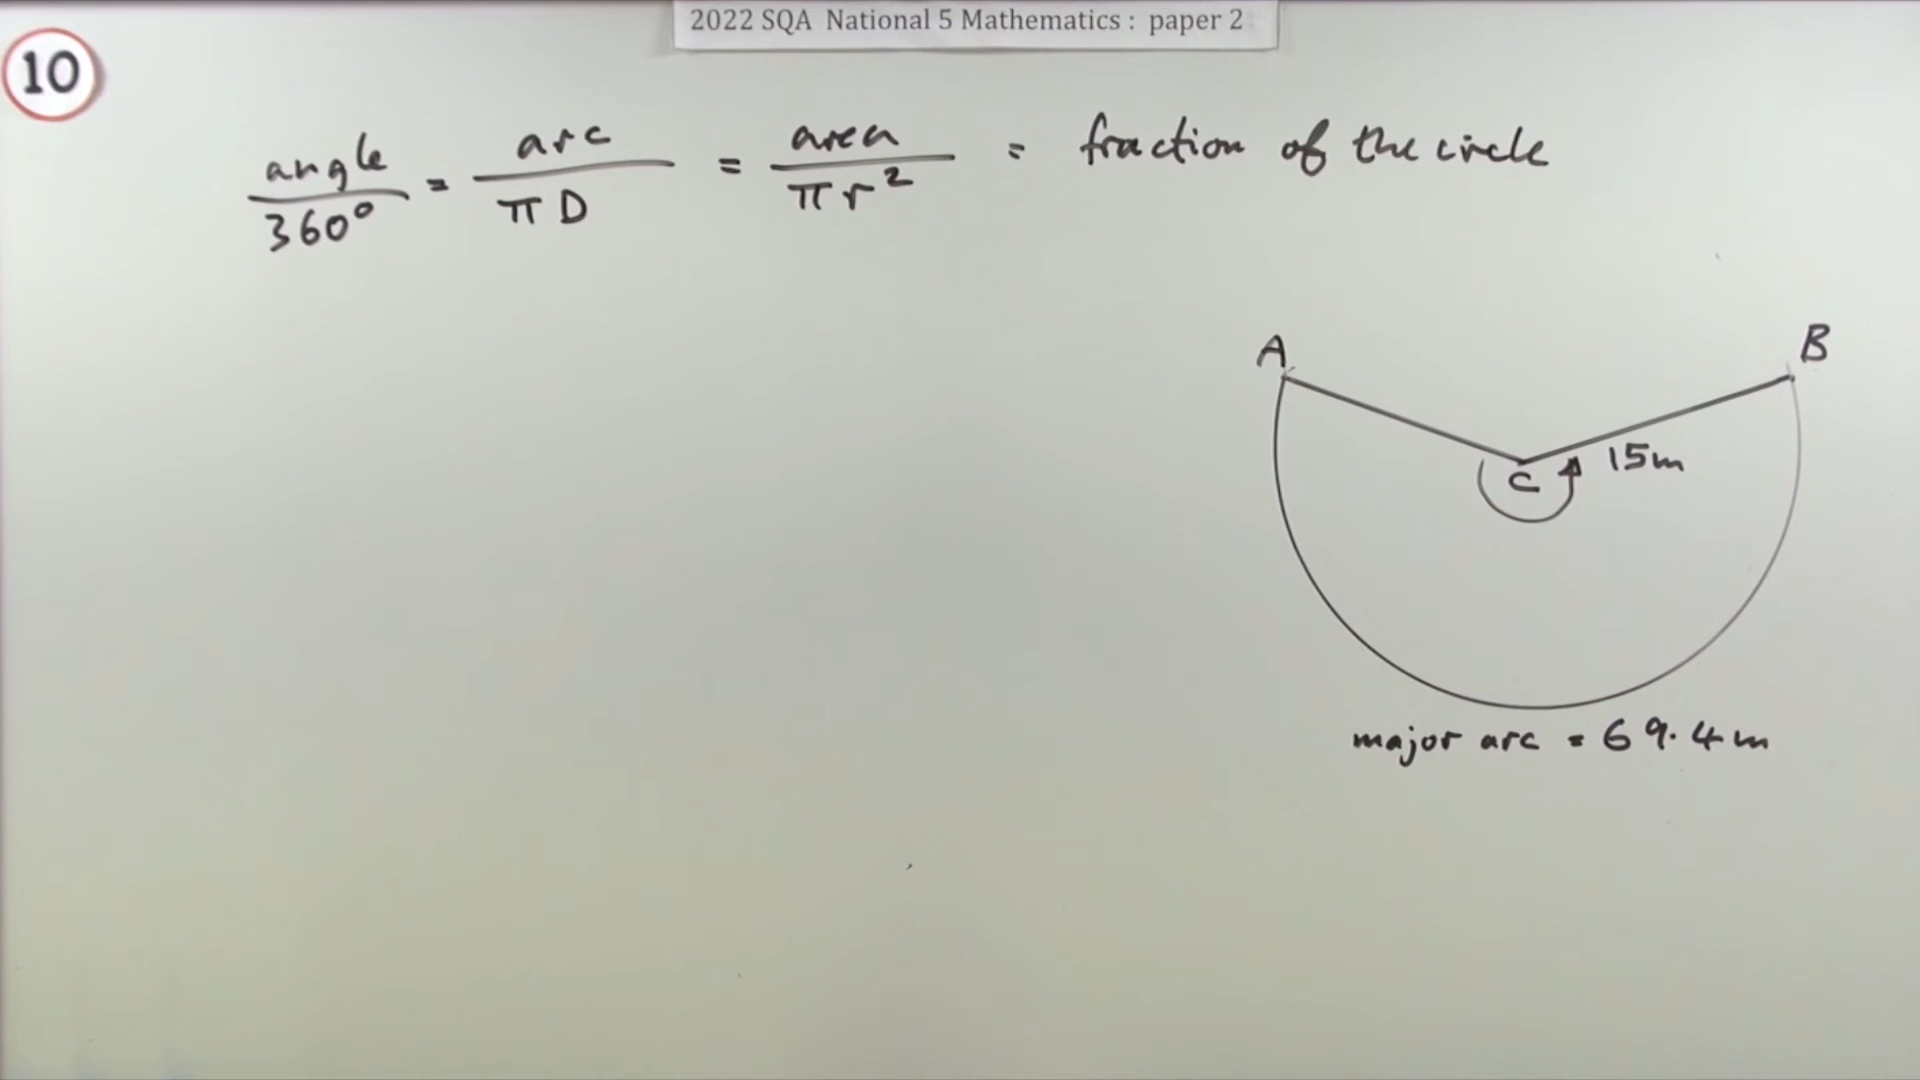 2022 SQA National 5 Mathematics : paper 2
10
angle/360° = arc/πD = area/πr² = fraction of the circle
A
B
C
15m
major arc = 69.4m